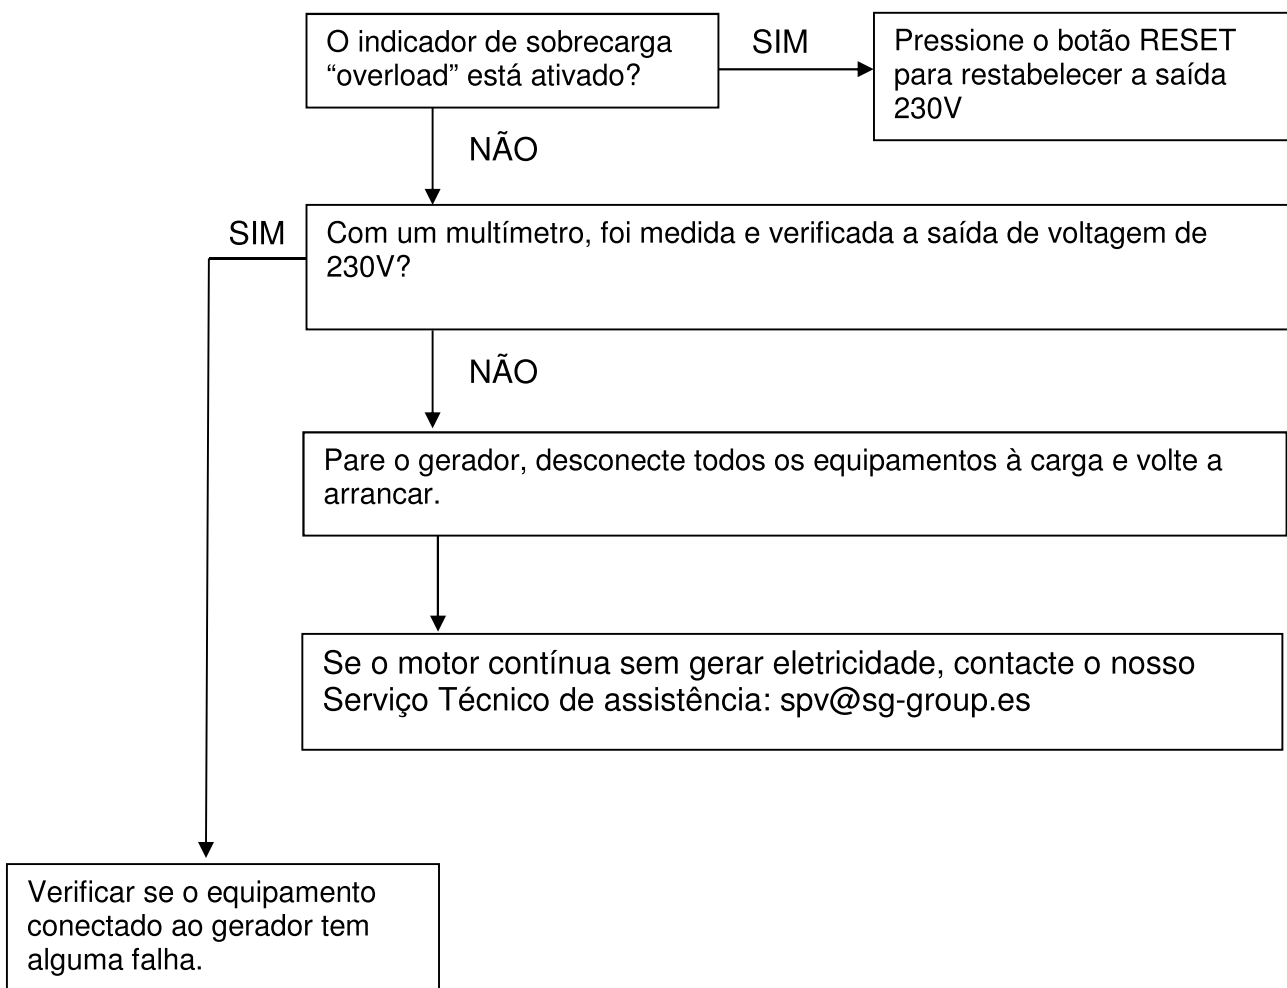 O indicador de sobrecarga
“overload” está ativado?
SIM
Pressione o botão RESET
para restabelecer a saída
230V
NÃO
SIM
Com um multímetro, foi medida e verificada a saída de voltagem de
230V?
NÃO
Pare o gerador, desconecte todos os equipamentos à carga e volte a
arrancar.
Se o motor contínua sem gerar eletricidade, contacte o nosso
Serviço Técnico de assistência: spv@sg-group.es
Verificar se o equipamento
conectado ao gerador tem
alguma falha.